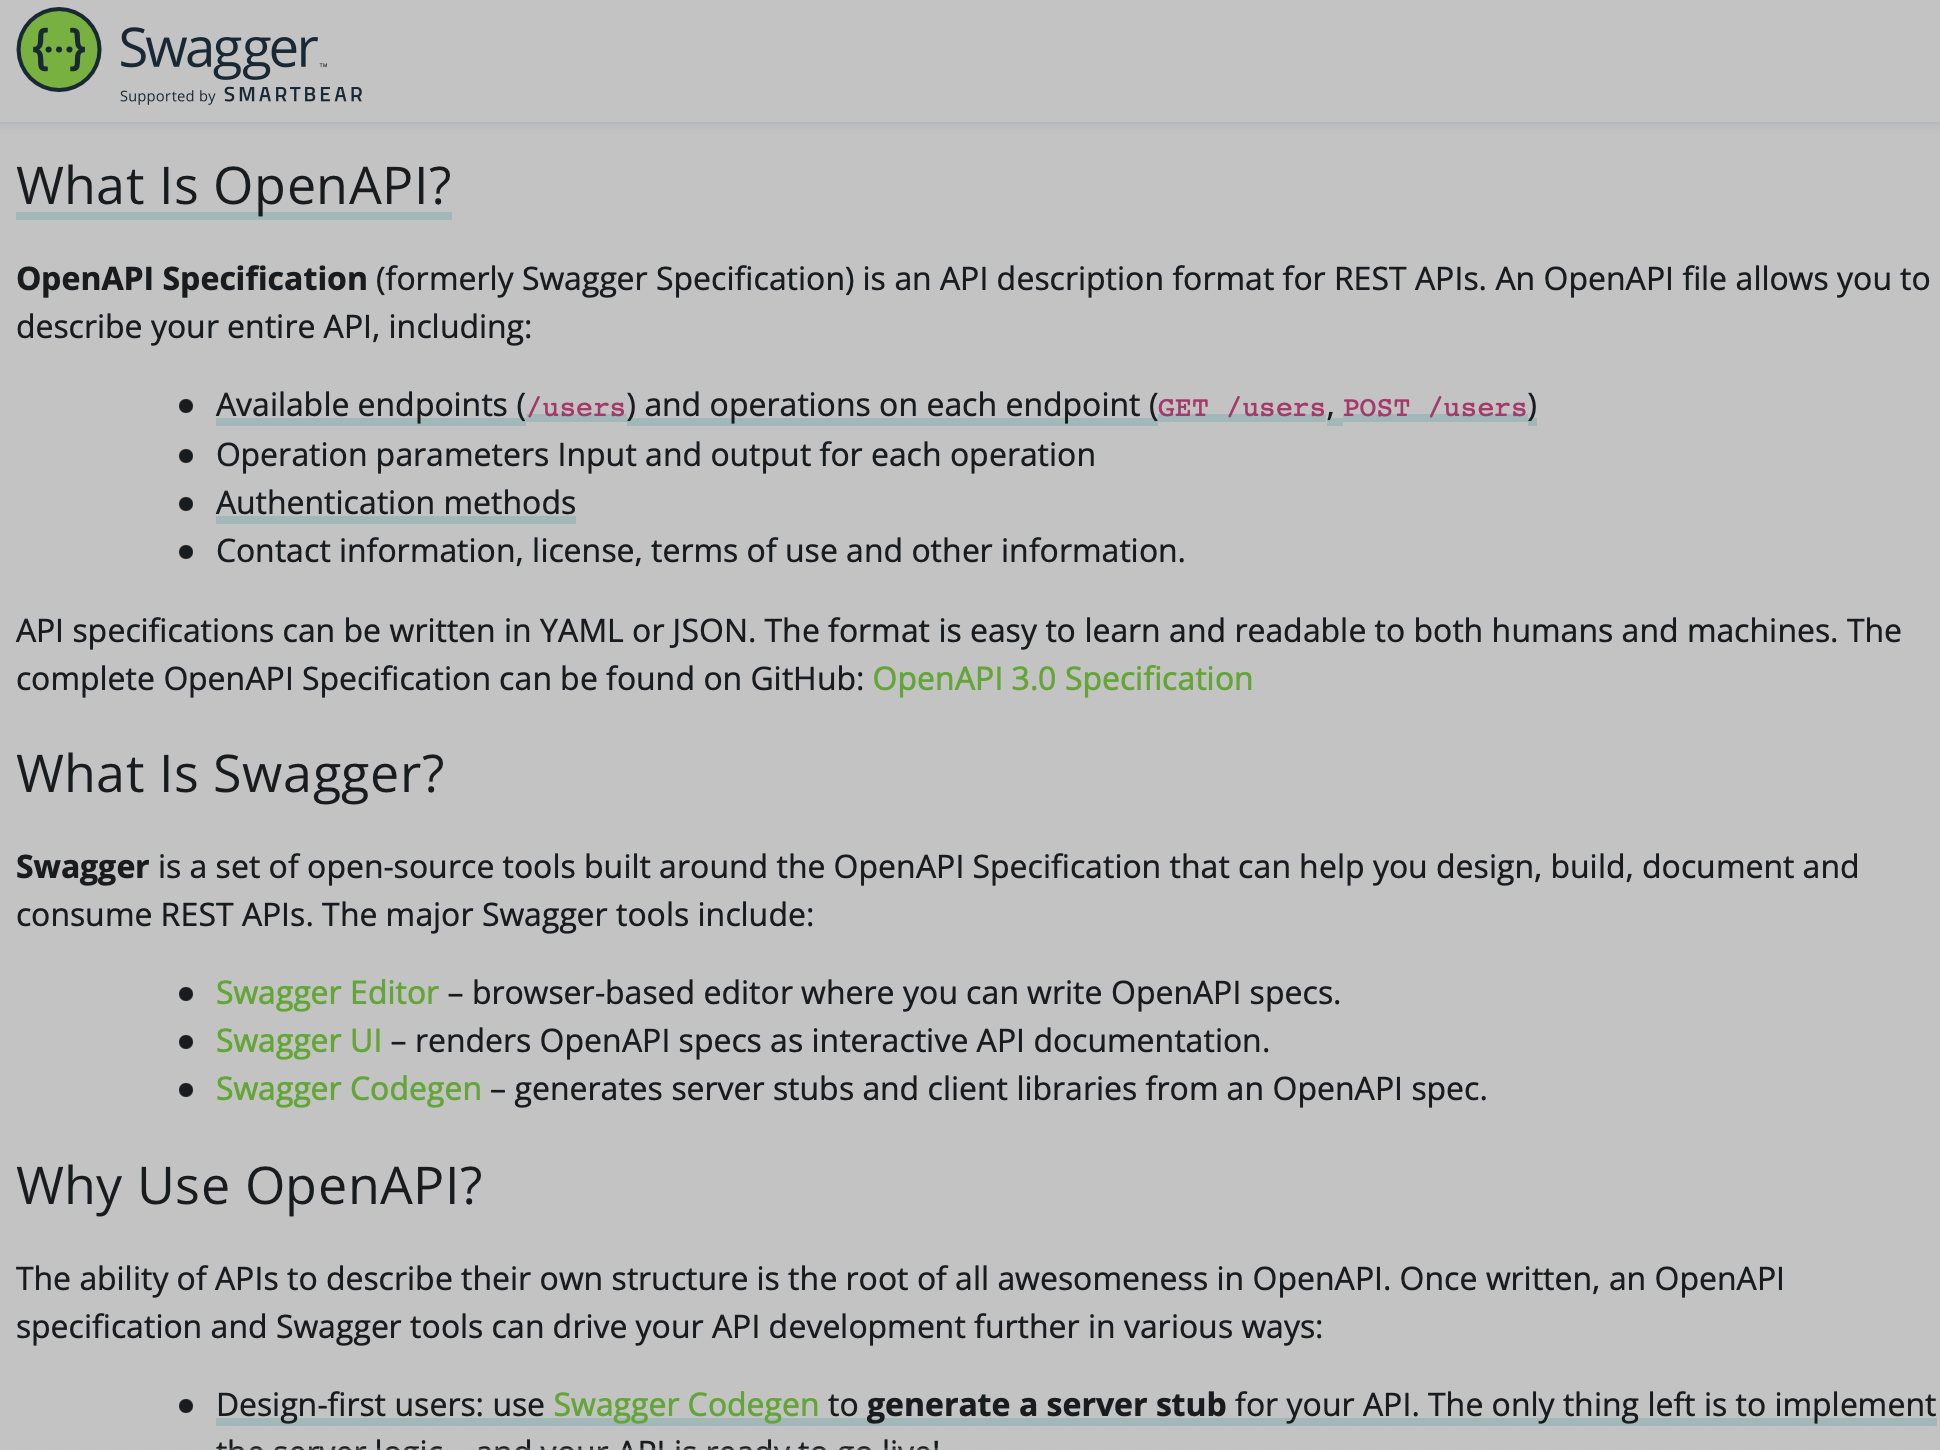 {···} Swagger™
Supported by SMARTBEAR
What Is OpenAPI?
OpenAPI Specification (formerly Swagger Specification) is an API description format for REST APIs. An OpenAPI file allows you to
describe your entire API, including:
● Available endpoints (/users) and operations on each endpoint (GET /users, POST /users)
● Operation parameters Input and output for each operation
● Authentication methods
● Contact information, license, terms of use and other information.
API specifications can be written in YAML or JSON. The format is easy to learn and readable to both humans and machines. The
complete OpenAPI Specification can be found on GitHub: OpenAPI 3.0 Specification
What Is Swagger?
Swagger is a set of open-source tools built around the OpenAPI Specification that can help you design, build, document and
consume REST APIs. The major Swagger tools include:
● Swagger Editor – browser-based editor where you can write OpenAPI specs.
● Swagger UI – renders OpenAPI specs as interactive API documentation.
● Swagger Codegen – generates server stubs and client libraries from an OpenAPI spec.
Why Use OpenAPI?
The ability of APIs to describe their own structure is the root of all awesomeness in OpenAPI. Once written, an OpenAPI
specification and Swagger tools can drive your API development further in various ways:
● Design-first users: use Swagger Codegen to generate a server stub for your API. The only thing left is to implement
the server logic – and your API is ready to go live!